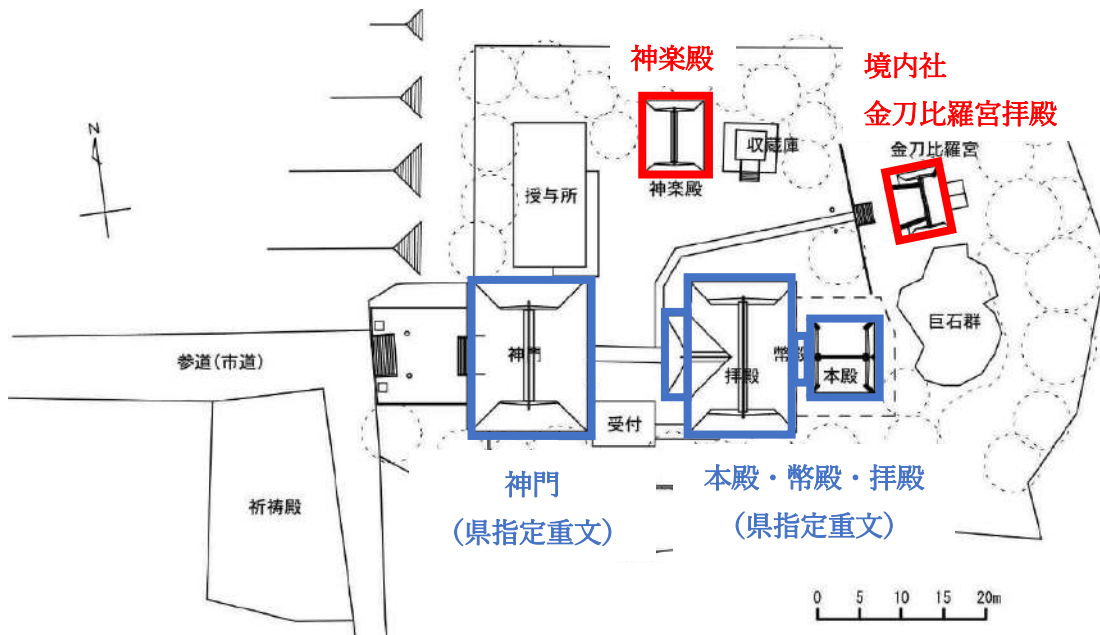 神楽殿
境内社
金刀比羅宮拝殿
N
収蔵庫
金刀比羅宮
授与所
神楽殿
巨石群
参道(市道)
神門
拝殿
幣殿
本殿
受付
神門
(県指定重文)
本殿・幣殿・拝殿
(県指定重文)
祈祷殿
0 5 10 15 20m